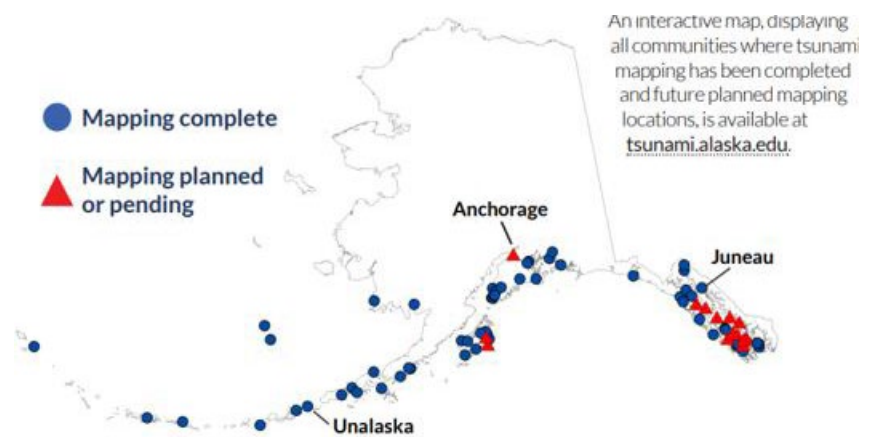 An interactive map, displaying
all communities where tsunami
mapping has been completed
and future planned mapping
locations, is available at
tsunami.alaska.edu.
Mapping complete
Mapping planned
or pending
Anchorage
Juneau
Unalaska